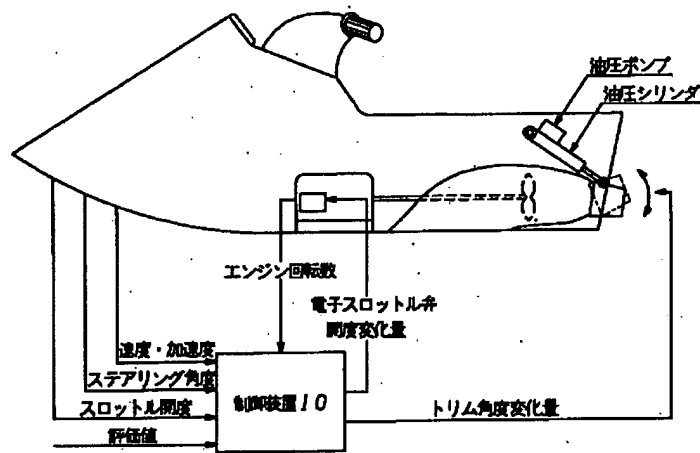 油圧ポンプ
油圧シリンダ
エンジン回転数
電子スロットル弁
開度変化量
速度・加速度
ステアリング角度
スロットル開度
評価値
制御装置10
トリム角度変化量